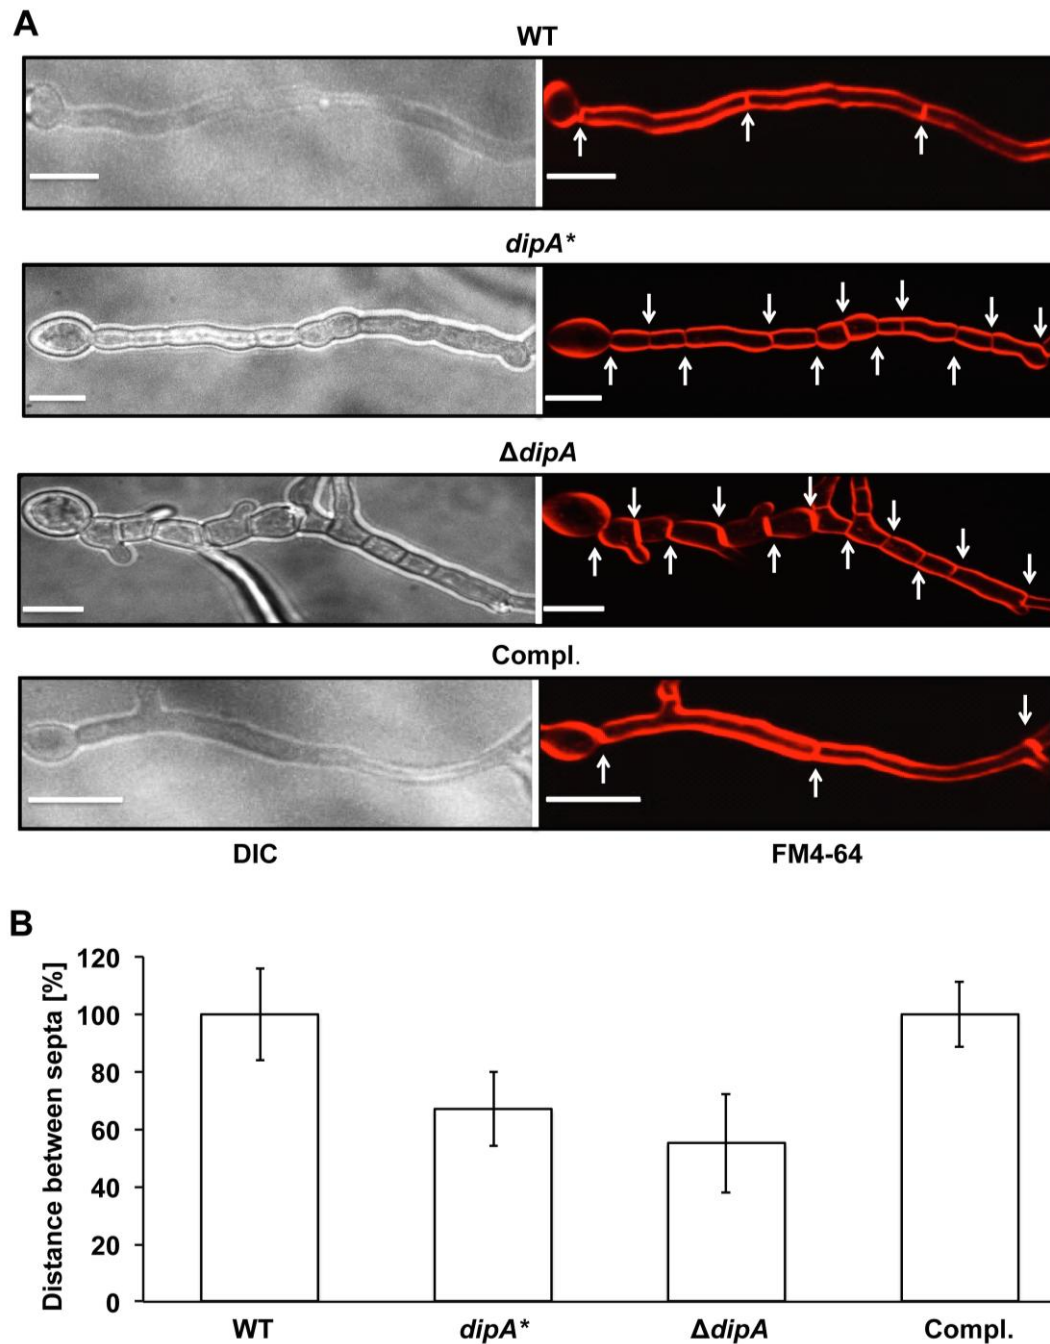 A
WT
dipA*
ΔdipA
Compl.
DIC FM4-64
B
Distance between septa [%]
120
100
80
60
40
20
0
WT dipA* ΔdipA Compl.